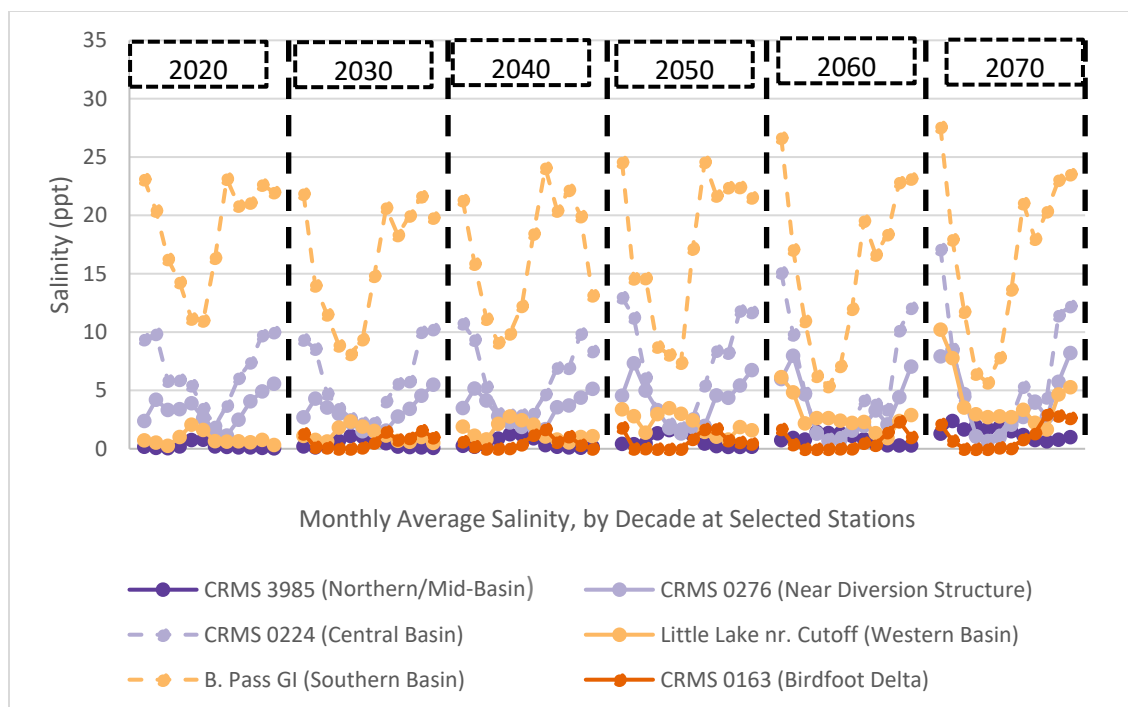 35
2020 2030 2040 2050 2060 2070
30
25
20
15
10
5
0
Salinity (ppt)
Monthly Average Salinity, by Decade at Selected Stations
CRMS 3985 (Northern/Mid-Basin) CRMS 0276 (Near Diversion Structure)
CRMS 0224 (Central Basin) Little Lake nr. Cutoff (Western Basin)
B. Pass GI (Southern Basin) CRMS 0163 (Birdfoot Delta)